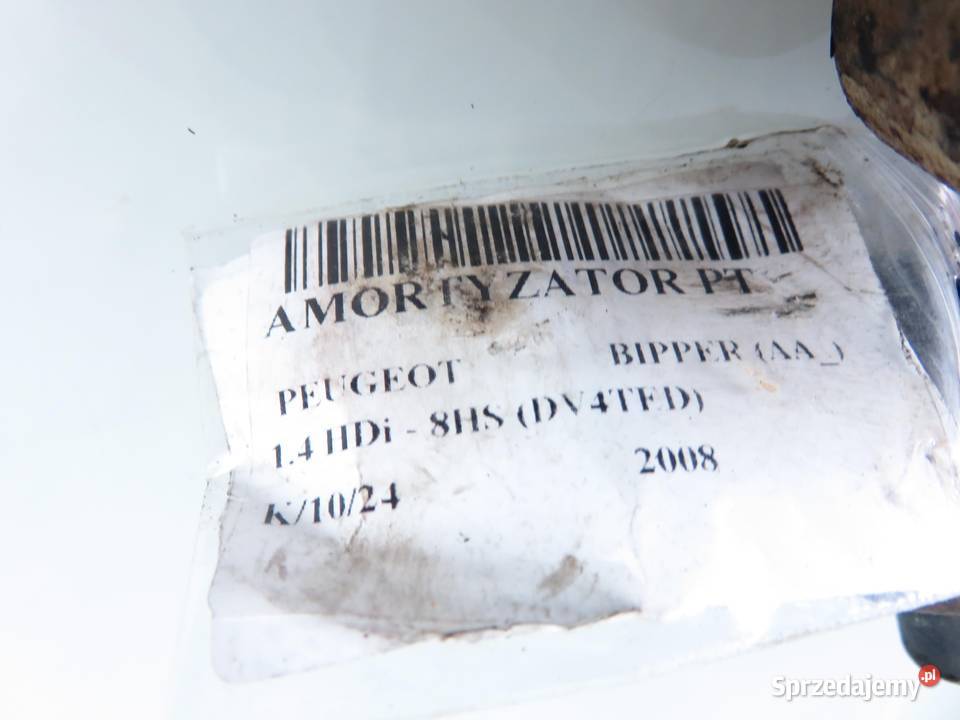 AMORTYZATOR PT
PEUGEOT BIPPER (AA_)
1.4 HDi - 8HS (DV4TED)
2008
K/10/24
Sprzedajemy.pl